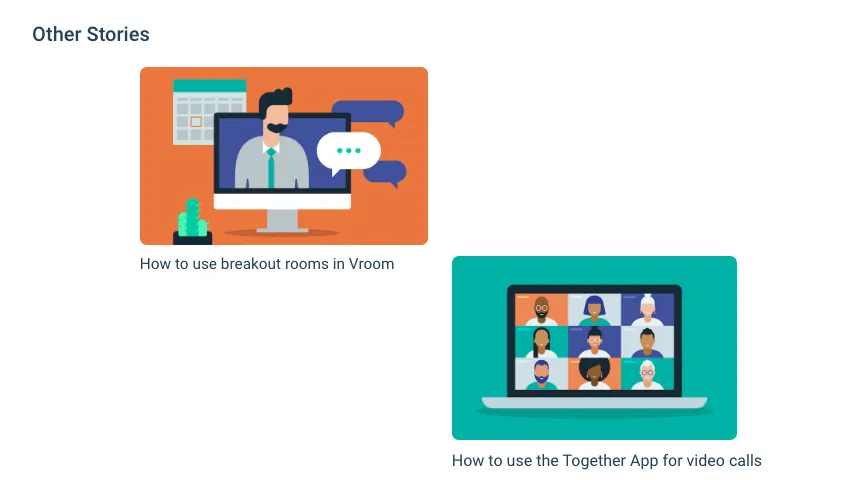 Other Stories
How to use breakout rooms in Vroom
How to use the Together App for video calls